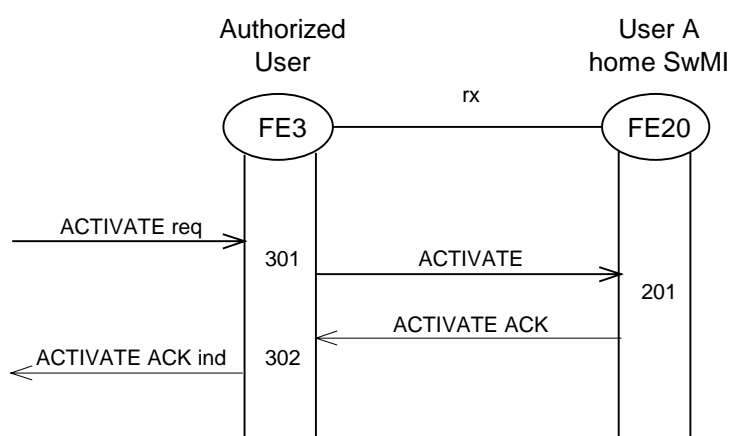 Authorized
User
User A
home SwMI
rx
FE3
FE20
ACTIVATE req
301
ACTIVATE
201
ACTIVATE ACK
ACTIVATE ACK ind
302